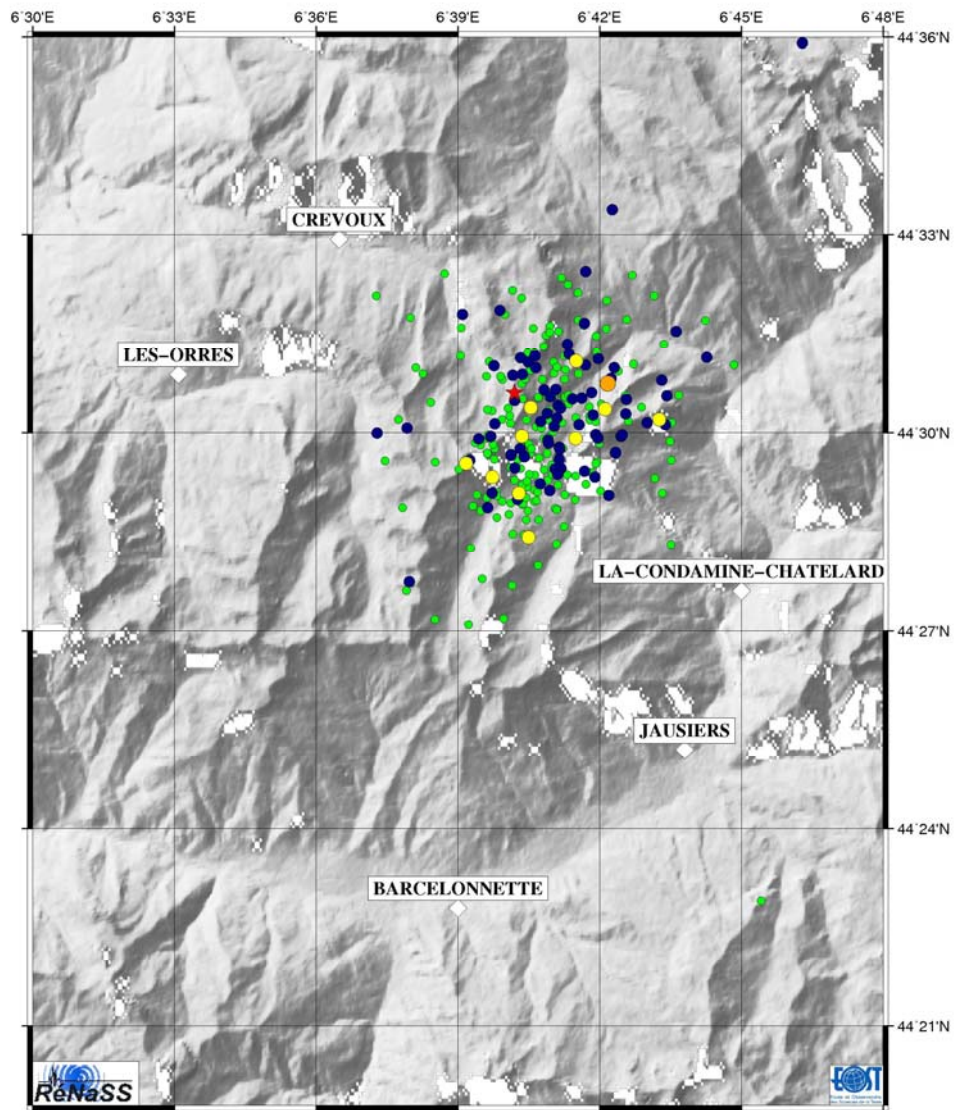 6˚30'E 6˚33'E 6˚36'E 6˚39'E 6˚42'E 6˚45'E 6˚48'E
44˚36'N
CREVOUX
44˚33'N
LES-ORRES
44˚30'N
LA-CONDAMINE-CHATELARD
44˚27'N
JAUSIERS
44˚24'N
BARCELONNETTE
44˚21'N
RéNaSS
EOST